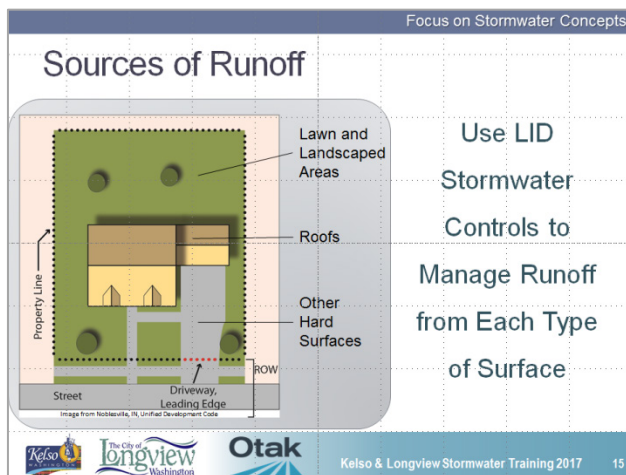 Focus on Stormwater Concepts
Sources of Runoff
Lawn and
Landscaped
Areas
Roofs
Other
Hard
Surfaces
Property Line
ROW
Street
Driveway,
Leading Edge
Image from Noblesville, IN, Unified Development Code
Use LID
Stormwater
Controls to
Manage Runoff
from Each Type
of Surface
Kelso
WASHINGTON
The City of
Longview
Washington
Otak
Kelso & Longview Stormwater Training 2017
15